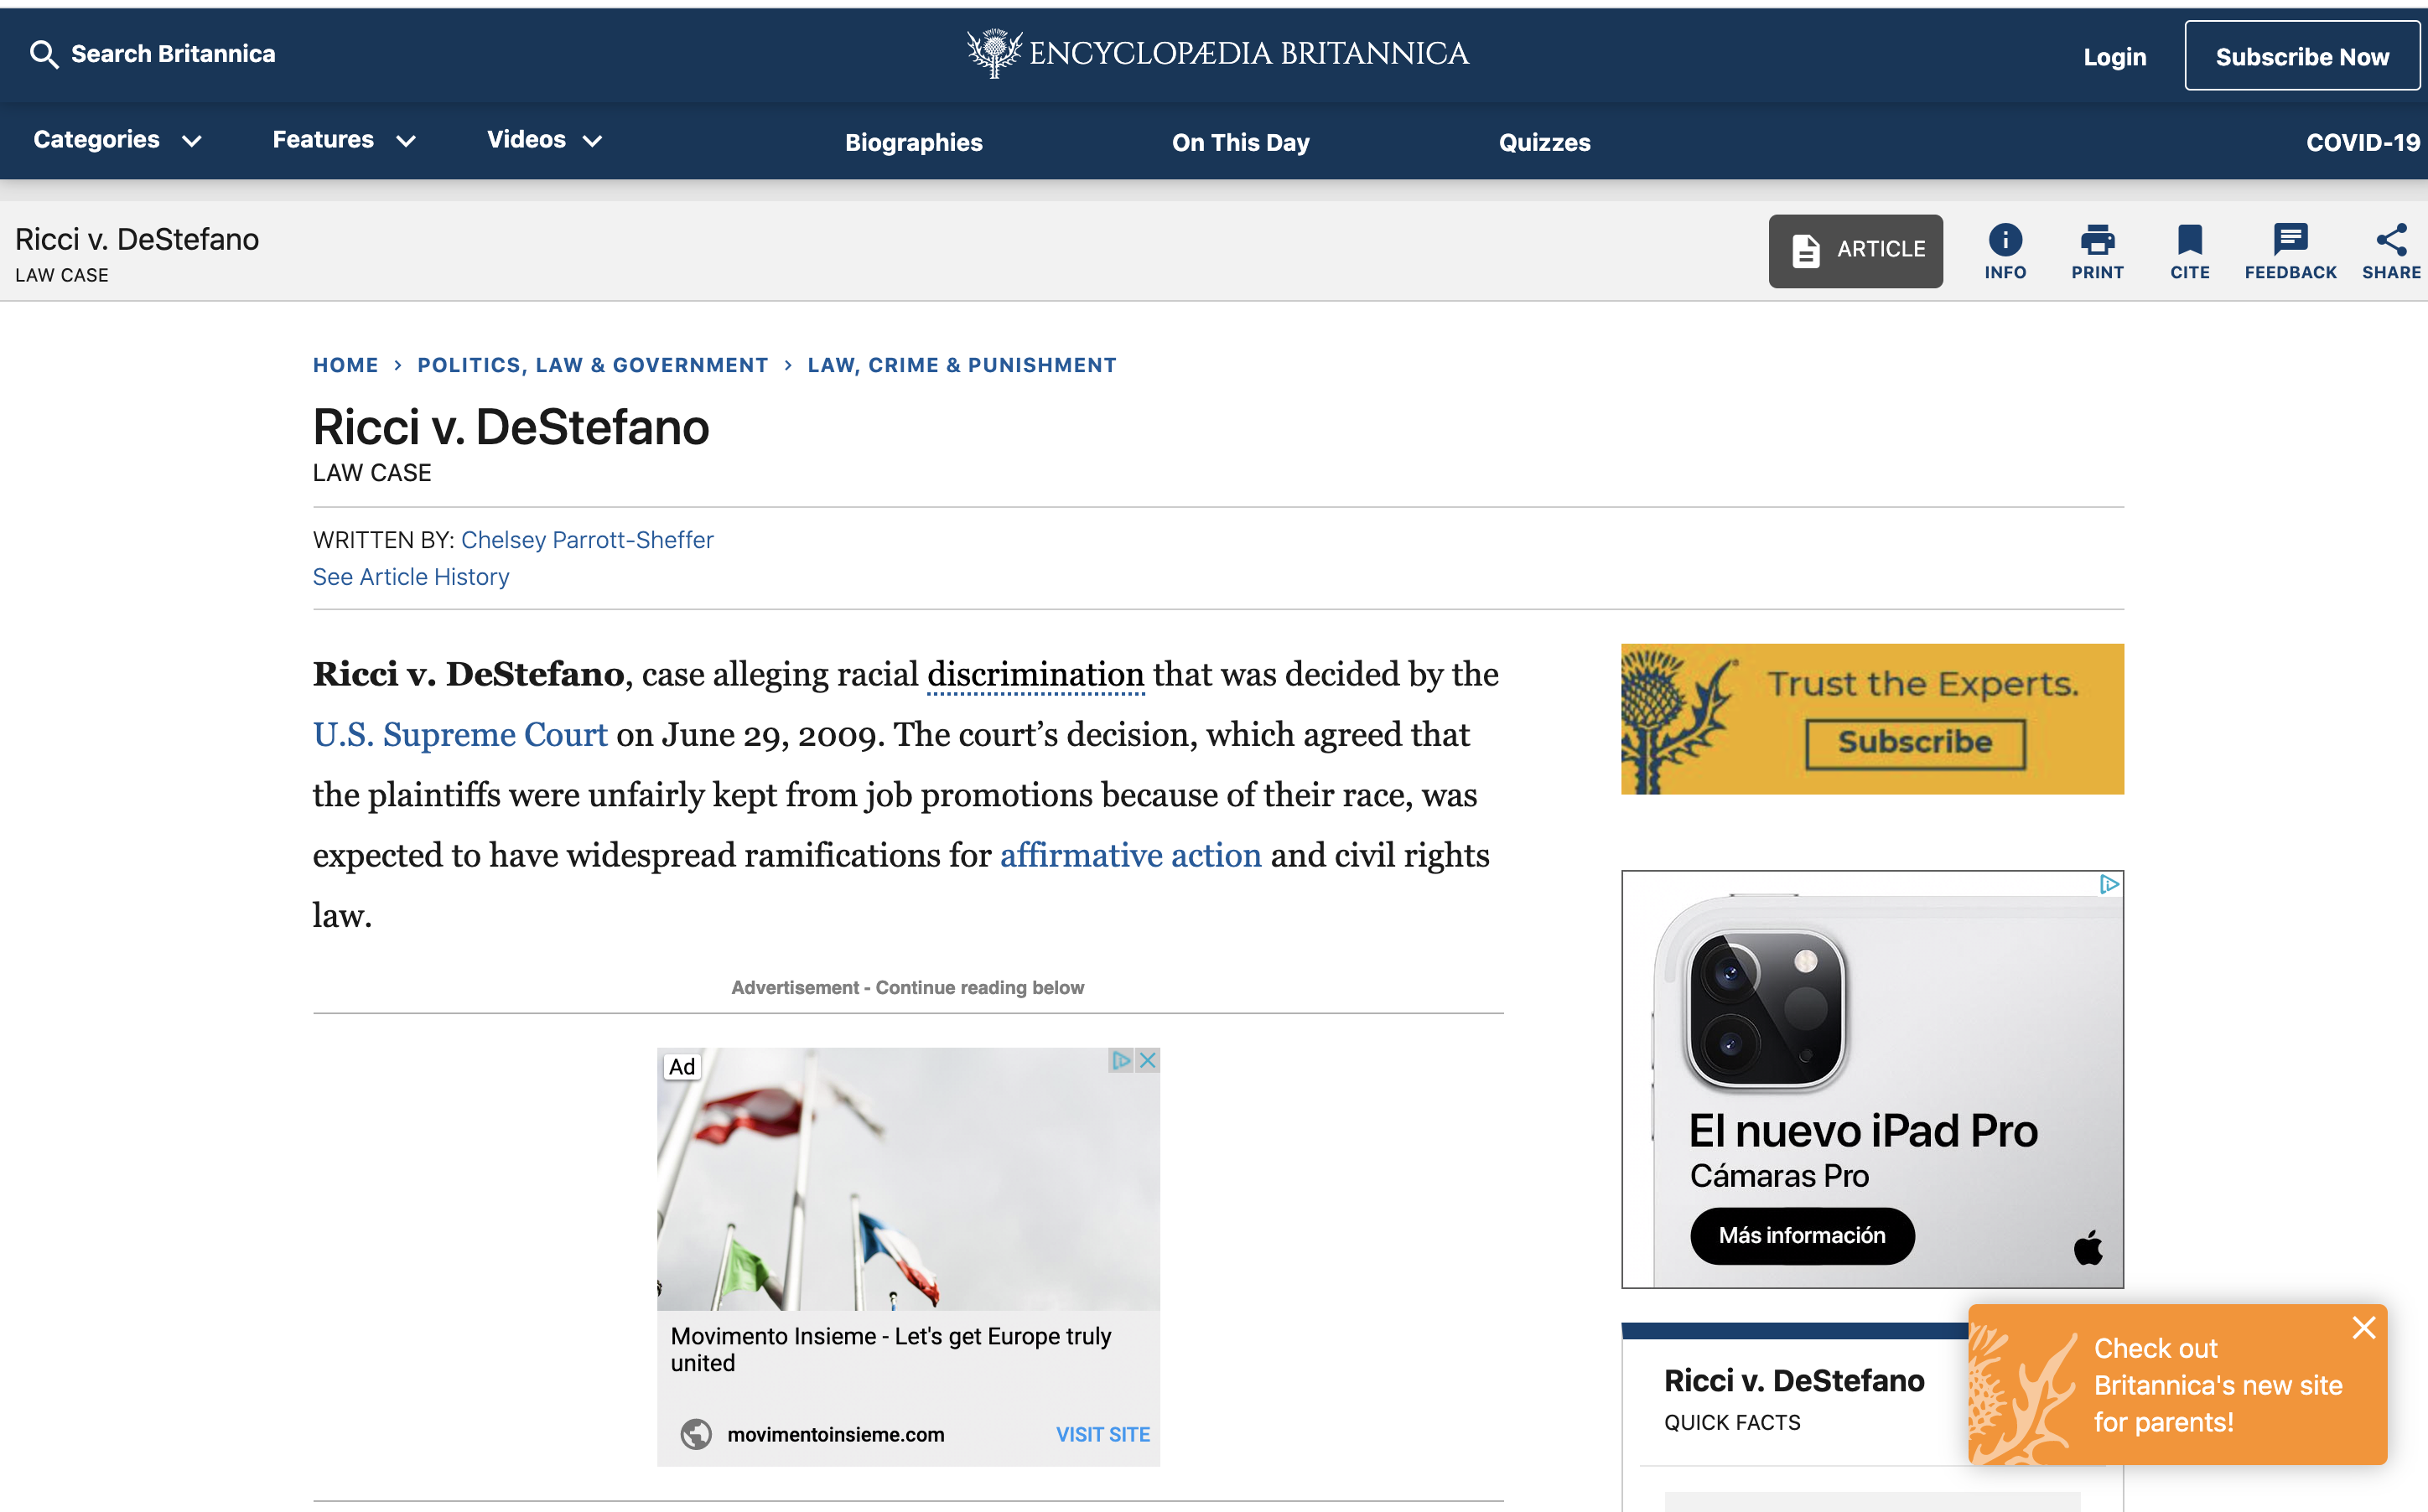 Search Britannica
ENCYCLOPÆDIA BRITANNICA
Login
Subscribe Now
Categories
Features
Videos
Biographies
On This Day
Quizzes
COVID-19
Ricci v. DeStefano
LAW CASE
ARTICLE
INFO
PRINT
CITE
FEEDBACK
SHARE
HOME > POLITICS, LAW & GOVERNMENT > LAW, CRIME & PUNISHMENT
Ricci v. DeStefano
LAW CASE
WRITTEN BY: Chelsey Parrott-Sheffer
See Article History
Ricci v. DeStefano, case alleging racial discrimination that was decided by the
U.S. Supreme Court on June 29, 2009. The court’s decision, which agreed that
the plaintiffs were unfairly kept from job promotions because of their race, was
expected to have widespread ramifications for affirmative action and civil rights
law.
Advertisement - Continue reading below
Ad
Movimento Insieme - Let's get Europe truly
united
movimentoinsieme.com
VISIT SITE
Trust the Experts.
Subscribe
El nuevo iPad Pro
Cámaras Pro
Más información
Ricci v. DeStefano
QUICK FACTS
Check out
Britannica's new site
for parents!